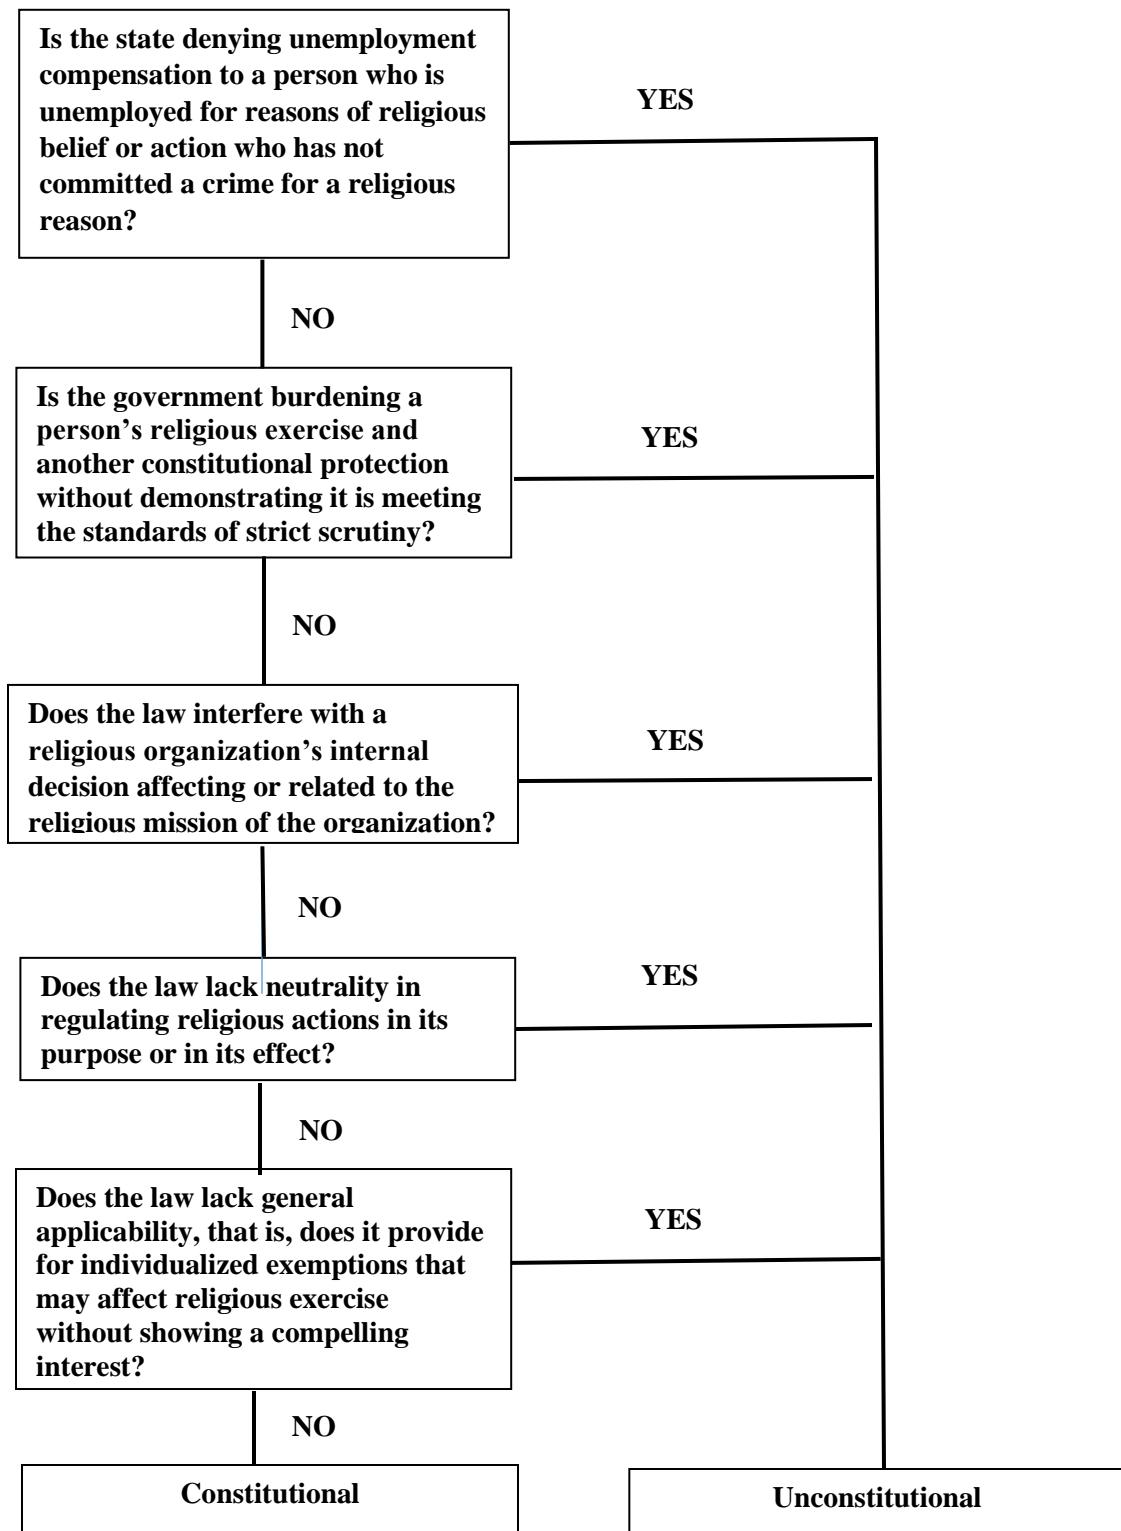 Is the state denying unemployment
compensation to a person who is
unemployed for reasons of religious
belief or action who has not
committed a crime for a religious
reason?
YES
NO
Is the government burdening a
person’s religious exercise and
another constitutional protection
without demonstrating it is meeting
the standards of strict scrutiny?
YES
NO
Does the law interfere with a
religious organization’s internal
decision affecting or related to the
religious mission of the organization?
YES
NO
Does the law lack neutrality in
regulating religious actions in its
purpose or in its effect?
YES
NO
Does the law lack general
applicability, that is, does it provide
for individualized exemptions that
may affect religious exercise
without showing a compelling
interest?
YES
NO
Constitutional
Unconstitutional